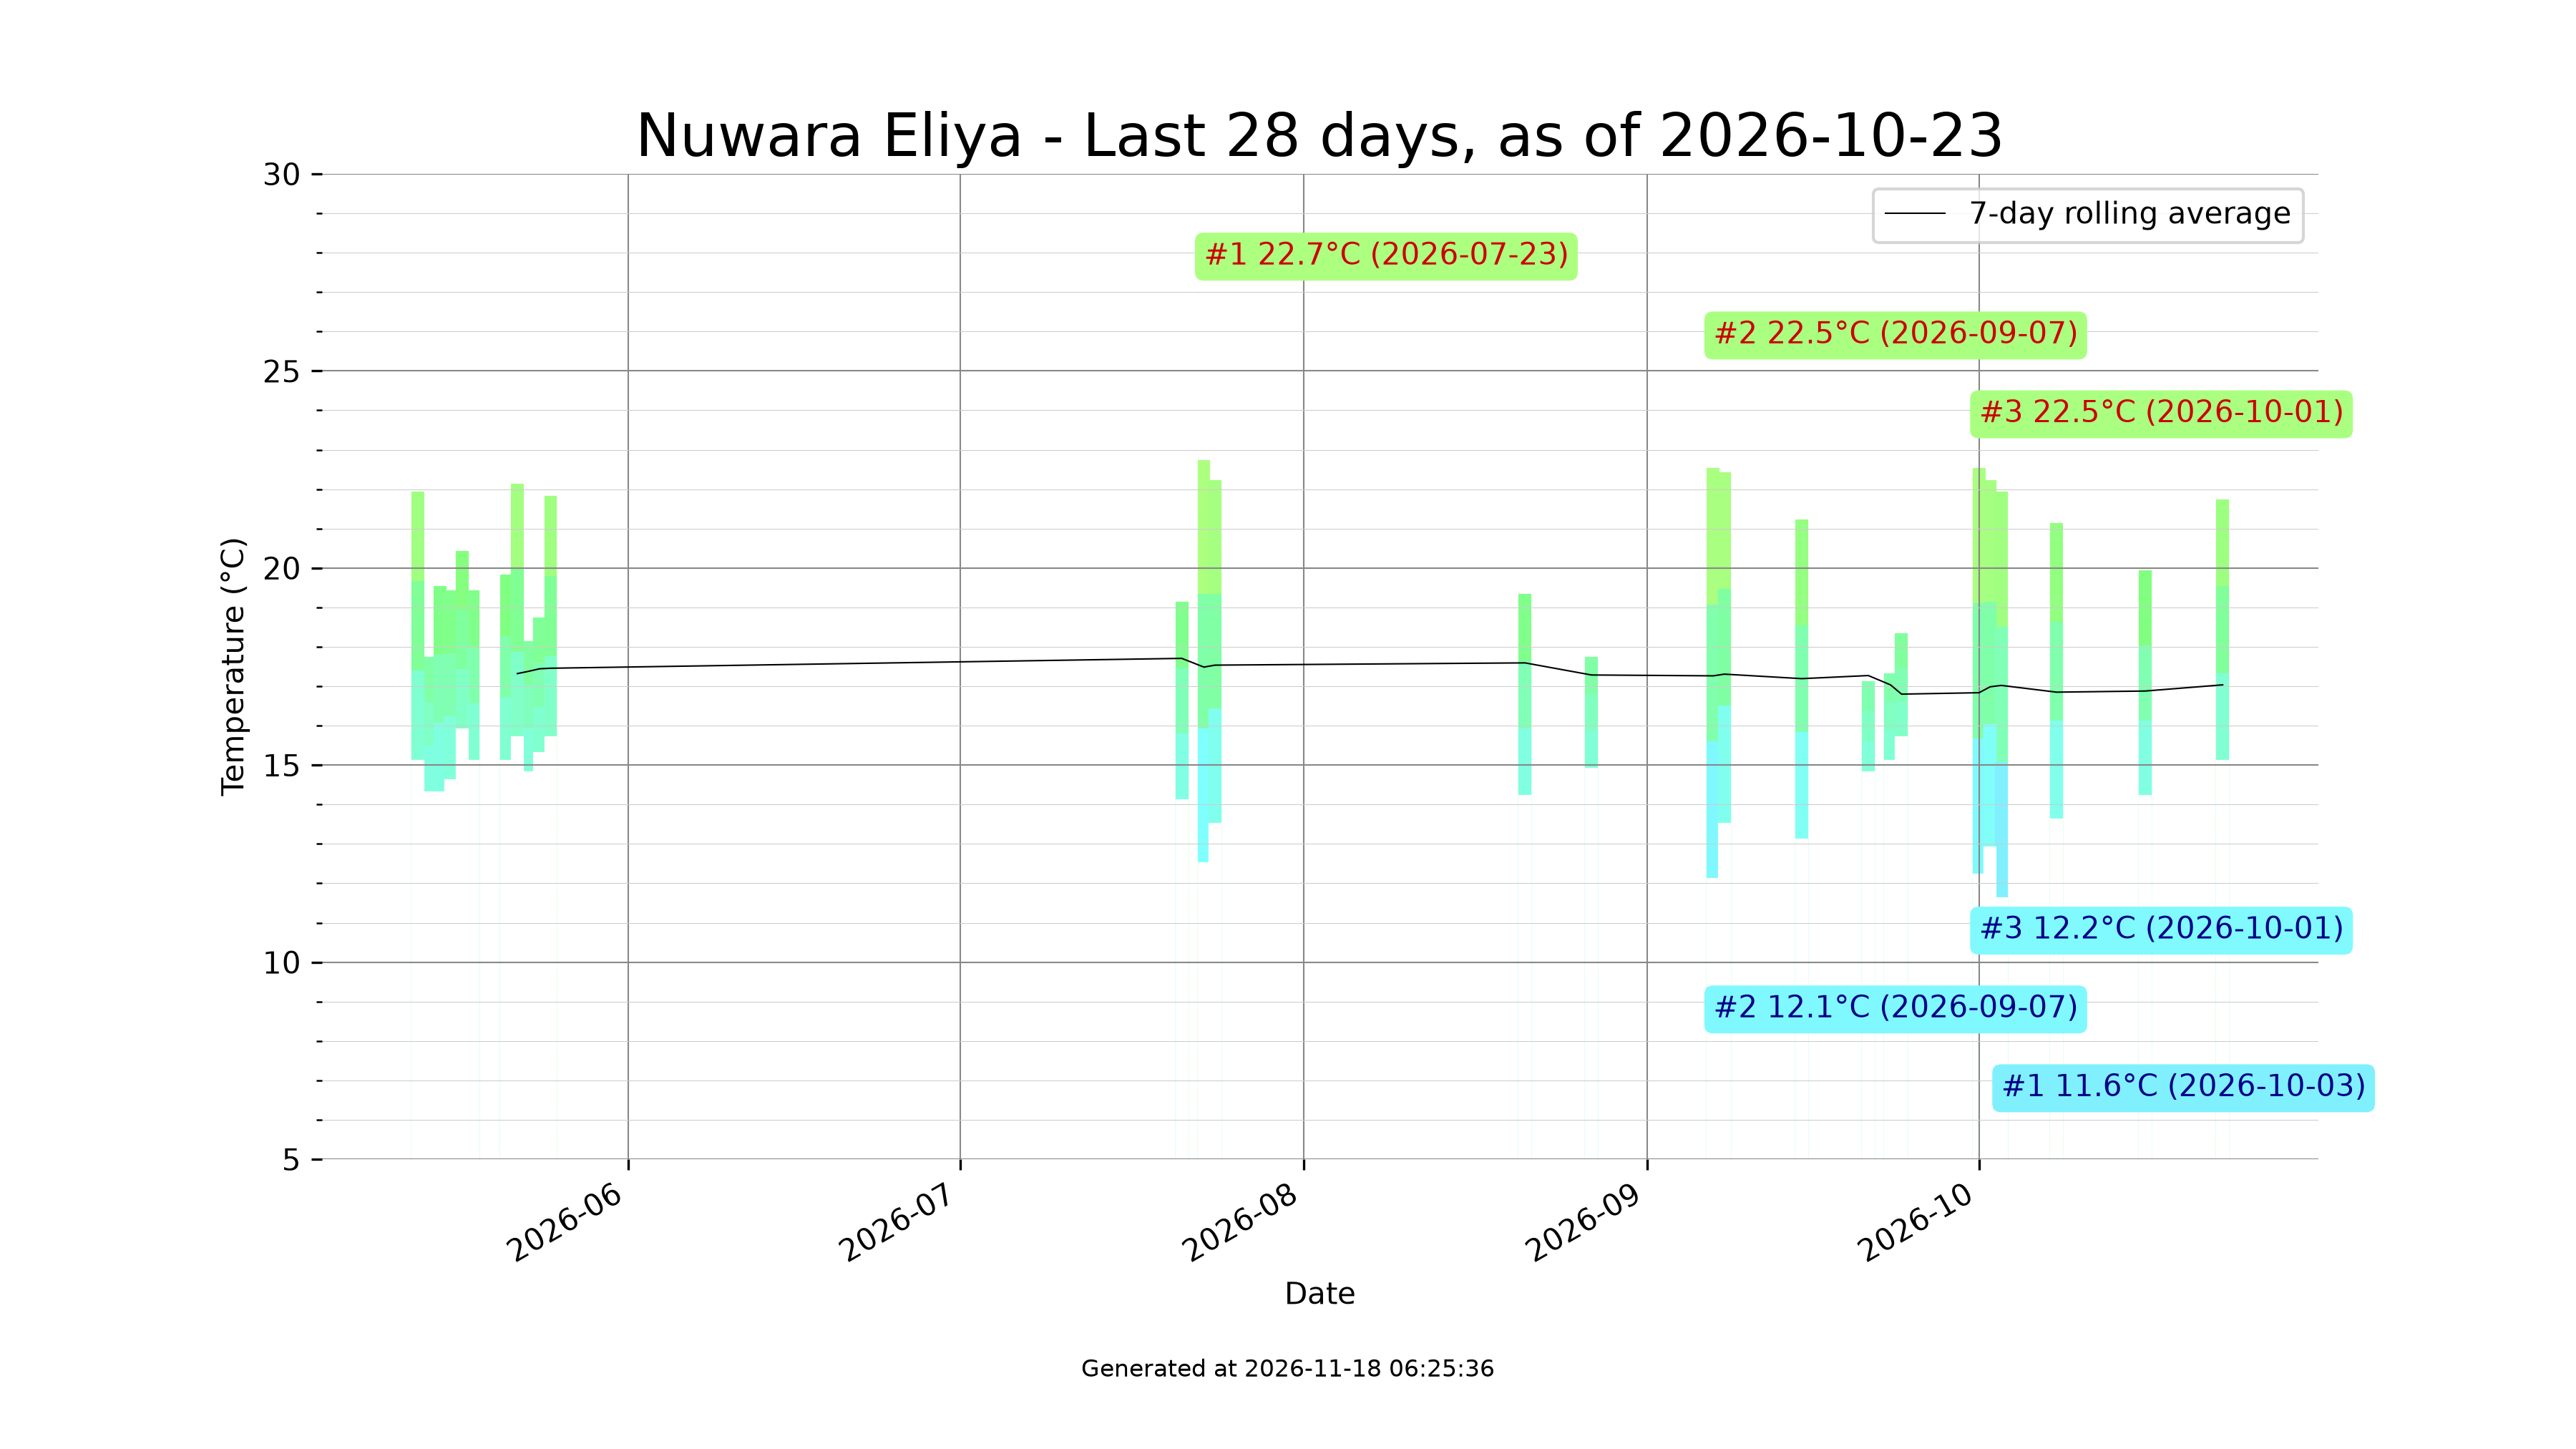 Nuwara Eliya - Last 28 days, as of 2026-10-23
30
7-day rolling average
#1 22.7°C (2026-07-23)
#2 22.5°C (2026-09-07)
25
#3 22.5°C (2026-10-01)
20
Temperature (°C)
15
#3 12.2°C (2026-10-01)
10
#2 12.1°C (2026-09-07)
#1 11.6°C (2026-10-03)
5
2026-06
2026-07
2026-08
2026-09
2026-10
Date
Generated at 2026-11-18 06:25:36